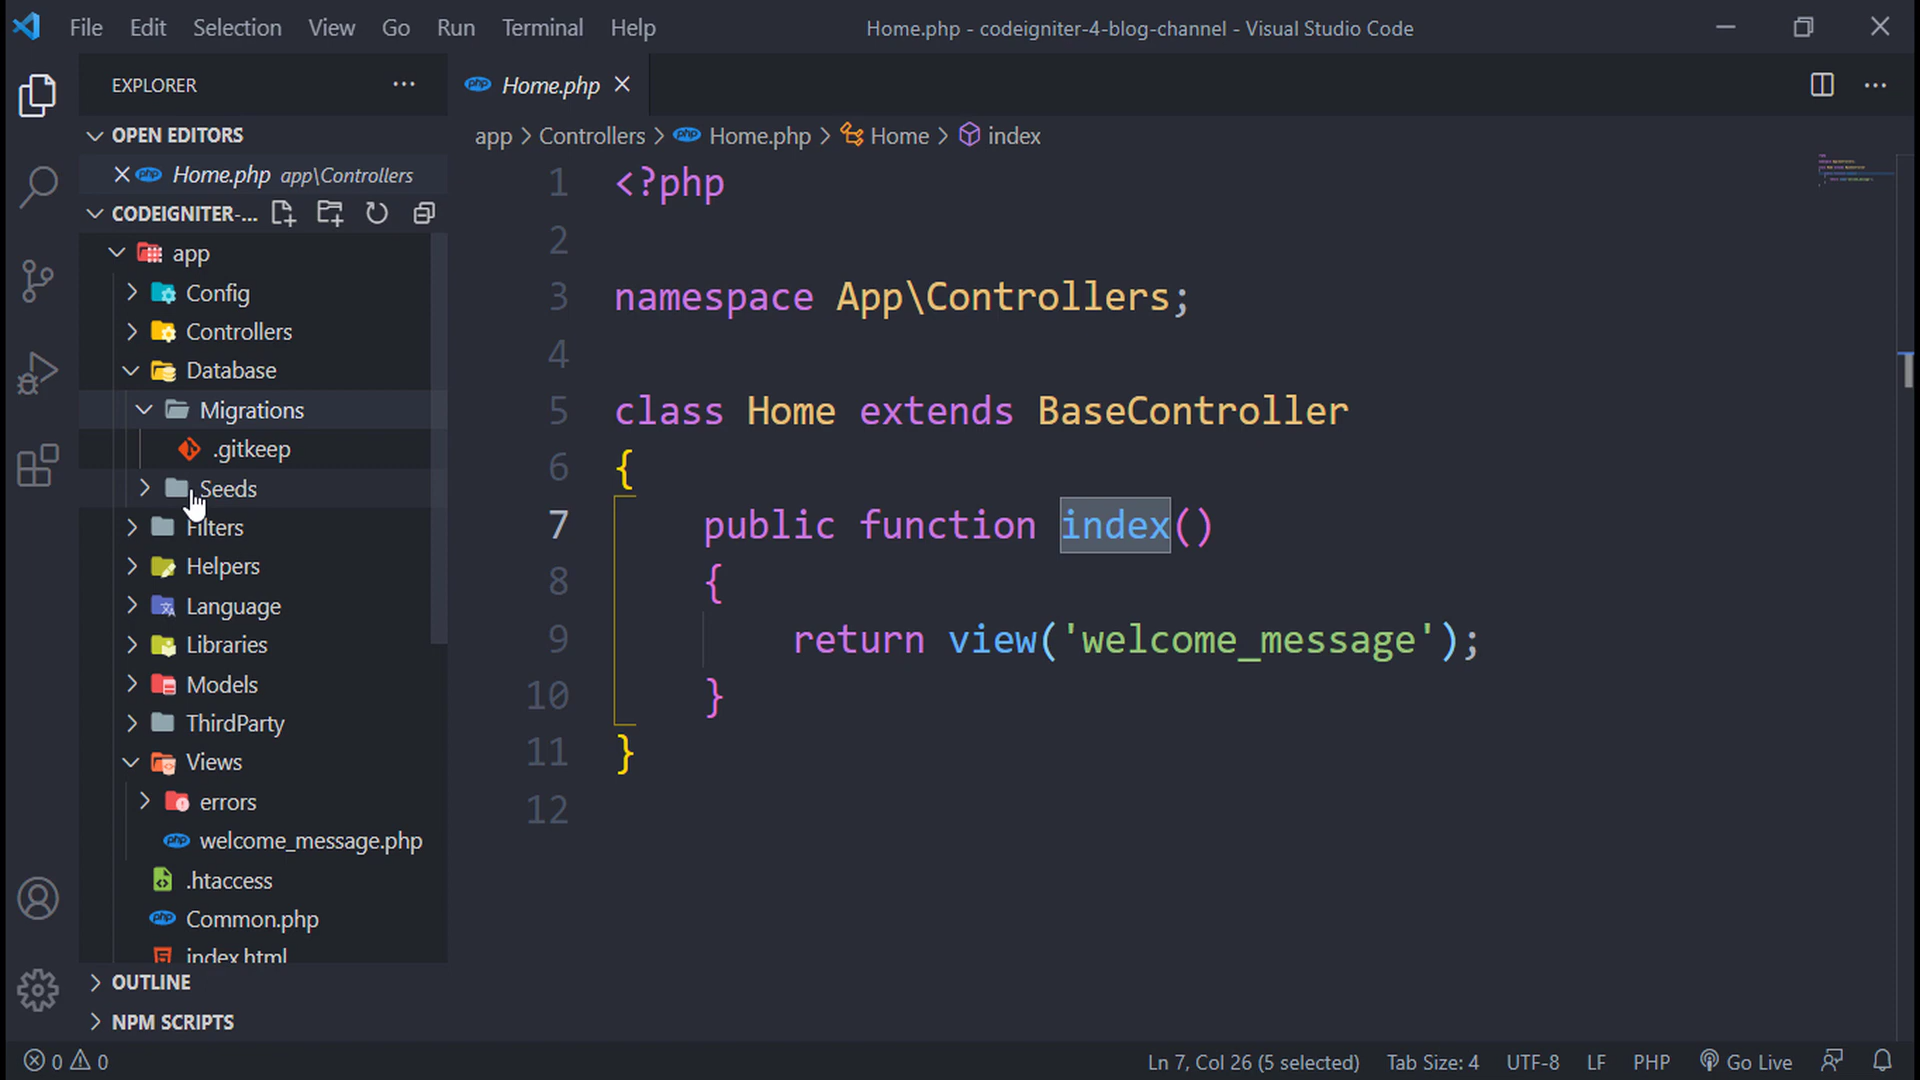 File Edit Selection View Go Run Terminal Help Home.php - codeigniter-4-blog-channel - Visual Studio Code
EXPLORER ···
Home.php
OPEN EDITORS
Home.php app\Controllers
CODEIGNITER-...
app
Config
Controllers
Database
Migrations
.gitkeep
Seeds
Filters
Helpers
Language
Libraries
Models
ThirdParty
Views
errors
welcome_message.php
.htaccess
Common.php
index.html
OUTLINE
NPM SCRIPTS
app > Controllers > Home.php > Home > index
1 <?php
2
3 namespace App\Controllers;
4
5 class Home extends BaseController
6 {
7 public function index()
8 {
9 return view('welcome_message');
10 }
11 }
12
0 0 Ln 7, Col 26 (5 selected) Tab Size: 4 UTF-8 LF PHP Go Live